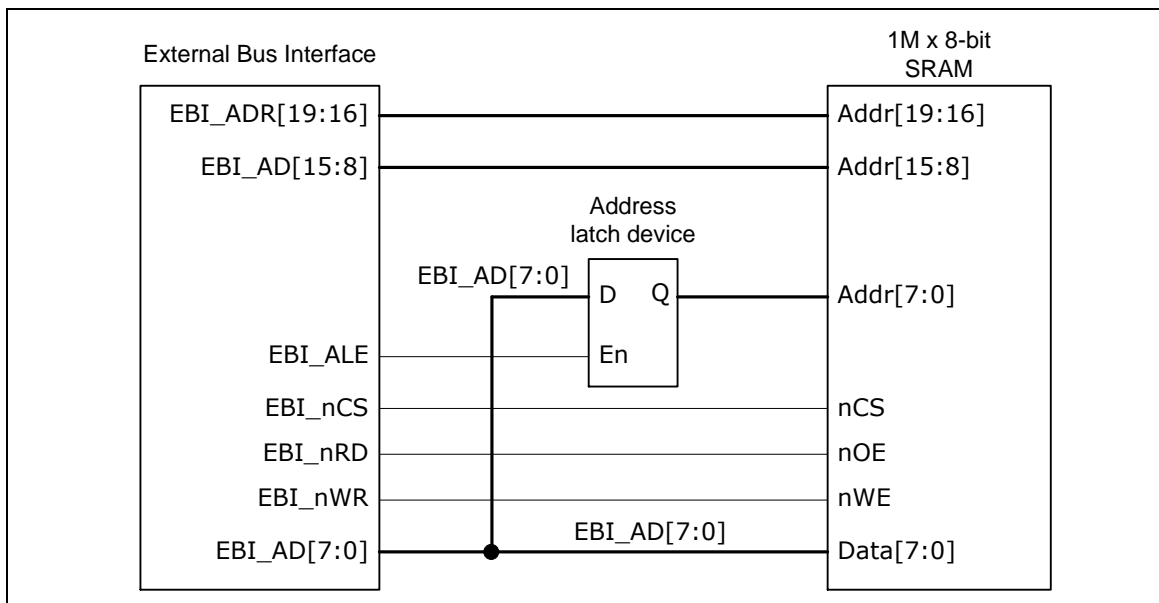 External Bus Interface
1M x 8-bit
SRAM
EBI_ADR[19:16]
Addr[19:16]
EBI_AD[15:8]
Addr[15:8]
Address
latch device
EBI_AD[7:0]
D
Q
Addr[7:0]
EBI_ALE
En
EBI_nCS
nCS
EBI_nRD
nOE
EBI_nWR
nWE
EBI_AD[7:0]
EBI_AD[7:0]
Data[7:0]